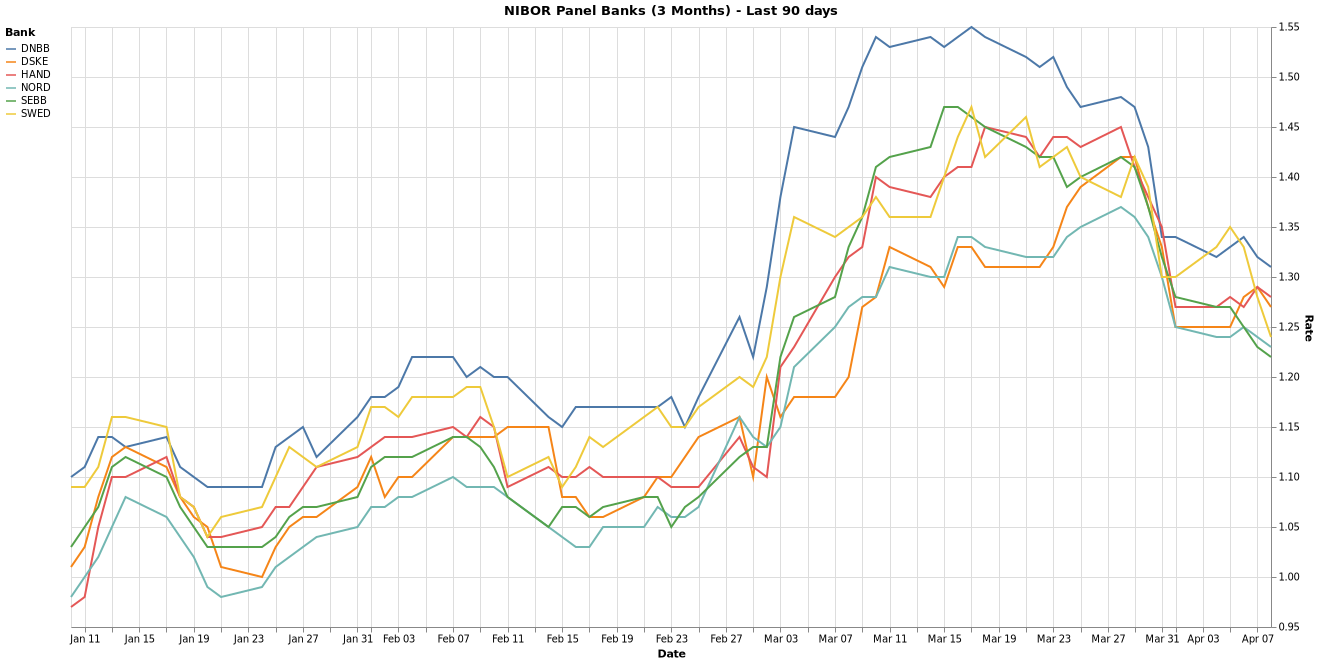 NIBOR Panel Banks (3 Months) - Last 90 days
Bank
DNBB
DSKE
HAND
NORD
SEBB
SWED
1.55
1.50
1.45
1.40
1.35
1.30
1.25
1.20
1.15
1.10
1.05
1.00
0.95
Rate
Jan 11 Jan 15 Jan 19 Jan 23 Jan 27 Jan 31 Feb 03 Feb 07 Feb 11 Feb 15 Feb 19 Feb 23 Feb 27 Mar 03 Mar 07 Mar 11 Mar 15 Mar 19 Mar 23 Mar 27 Mar 31 Apr 03 Apr 07
Date